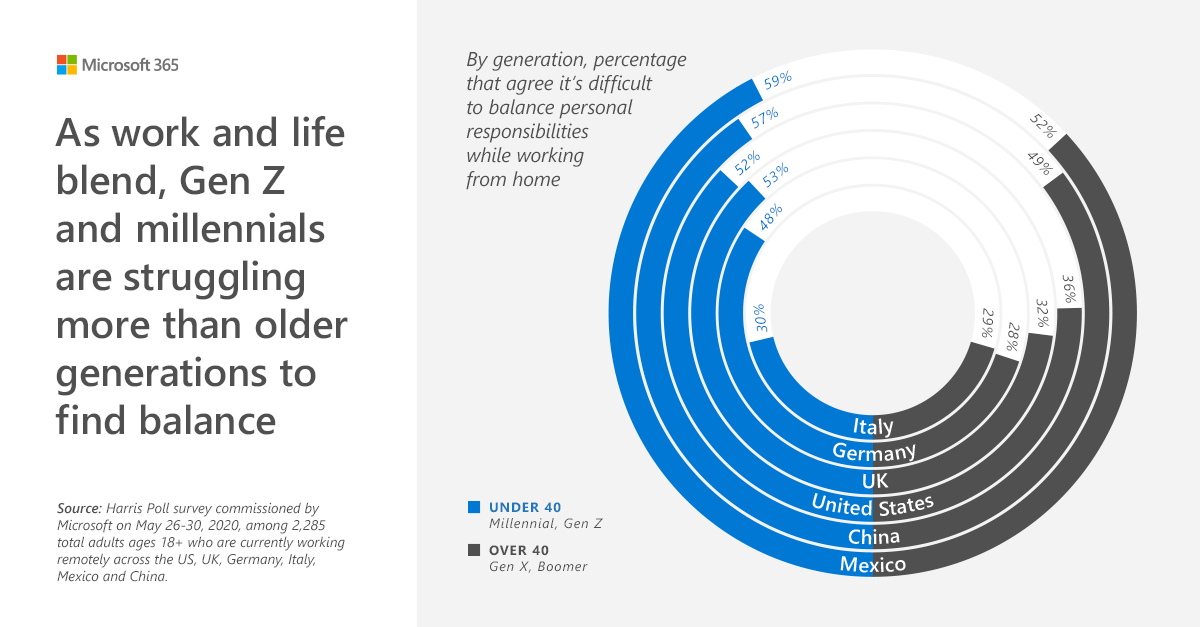 Microsoft 365
As work and life
blend, Gen Z
and millennials
are struggling
more than older
generations to
find balance
Source: Harris Poll survey commissioned by
Microsoft on May 26-30, 2020, among 2,285
total adults ages 18+ who are currently working
remotely across the US, UK, Germany, Italy,
Mexico and China.
By generation, percentage
that agree it's difficult
to balance personal
responsibilities
while working
from home
59%
57%
52%
53%
48%
30%
52%
49%
36%
32%
28%
29%
Italy
Germany
UK
United States
China
Mexico
UNDER 40
Millennial, Gen Z
OVER 40
Gen X, Boomer